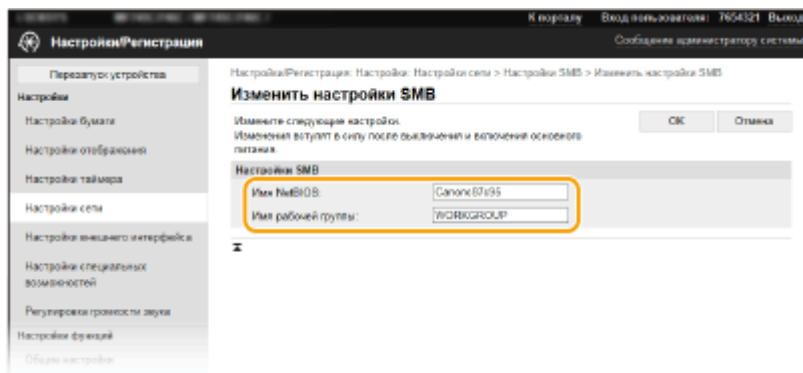 К порталу Вход пользователя: 7654321 Выход
Настройки/Регистрация
Сообщение администратору системы
Перезапуск устройства
Настройки/Регистрация: Настройки: Настройки сети > Настройки SMB > Изменить настройки SMB
Настройки
Изменить настройки SMB
Настройки бумаги
Измените следующие настройки.
Изменения вступят в силу после выключения и включения основного
питания.
OK Отмена
Настройки отображения
Настройки таймера
Настройки SMB
Имя NetBIOS:
Настройки сети
Имя рабочей группы: WORKGROUP
Настройки внешнего интерфейса
Настройки специальных
возможностей
Регулировка громкости звука
Настройки функций
Общие настройки